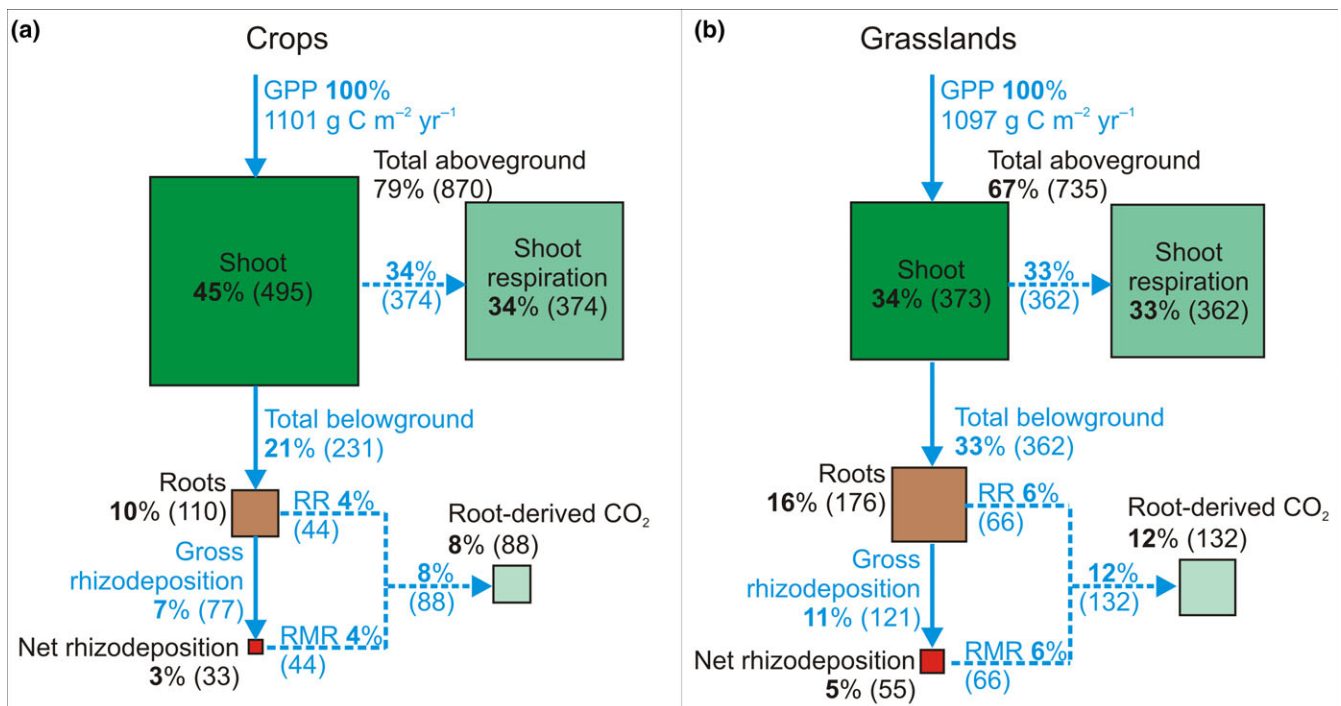 (a)
Crops
GPP 100%
1101 g C m⁻² yr⁻¹
Total aboveground
79% (870)
Shoot
45% (495)
34%
(374)
Shoot
respiration
34% (374)
Total belowground
21% (231)
Roots
10% (110)
RR 4%
(44)
Root-derived CO₂
8% (88)
Gross
rhizodeposition
7% (77)
8%
(88)
Net rhizodeposition
3% (33)
RMR 4%
(44)
(b)
Grasslands
GPP 100%
1097 g C m⁻² yr⁻¹
Total aboveground
67% (735)
Shoot
34% (373)
33%
(362)
Shoot
respiration
33% (362)
Total belowground
33% (362)
Roots
16% (176)
RR 6%
(66)
Root-derived CO₂
12% (132)
Gross
rhizodeposition
11% (121)
12%
(132)
Net rhizodeposition
5% (55)
RMR 6%
(66)